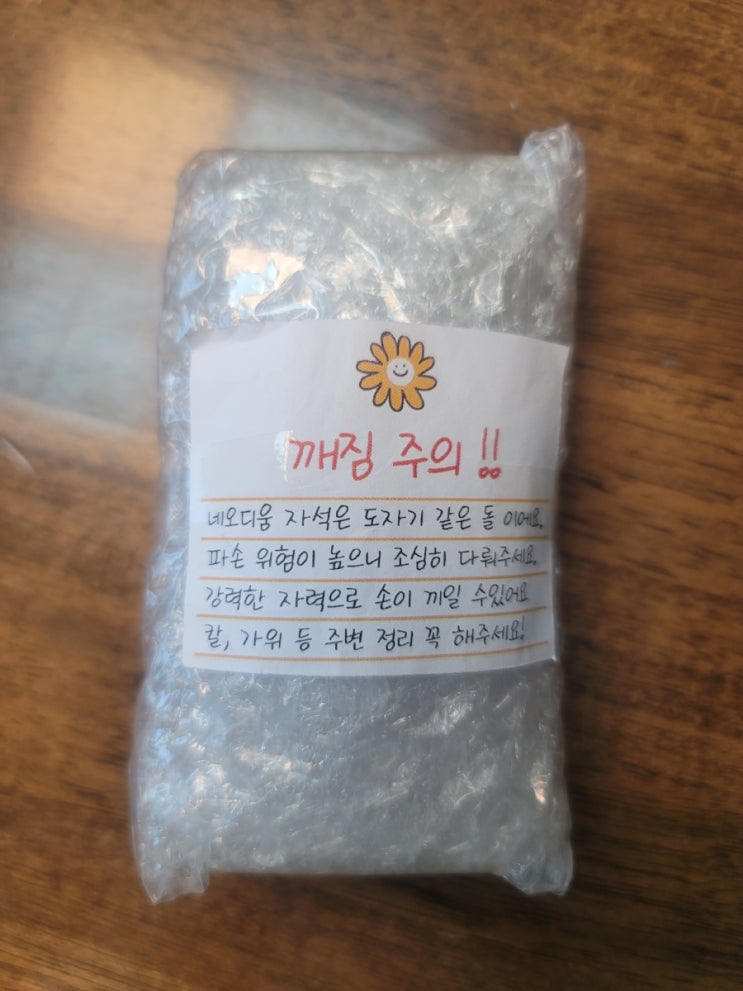 깨짐 주의 !!
네오디움 자석은 도자기 같은 돌 이에요.
파손 위험이 높으니 조심히 다뤄주세요.
강력한 자력으로 손이 끼일 수있어요
칼, 가위 등 주변 정리 꼭 해주세요!